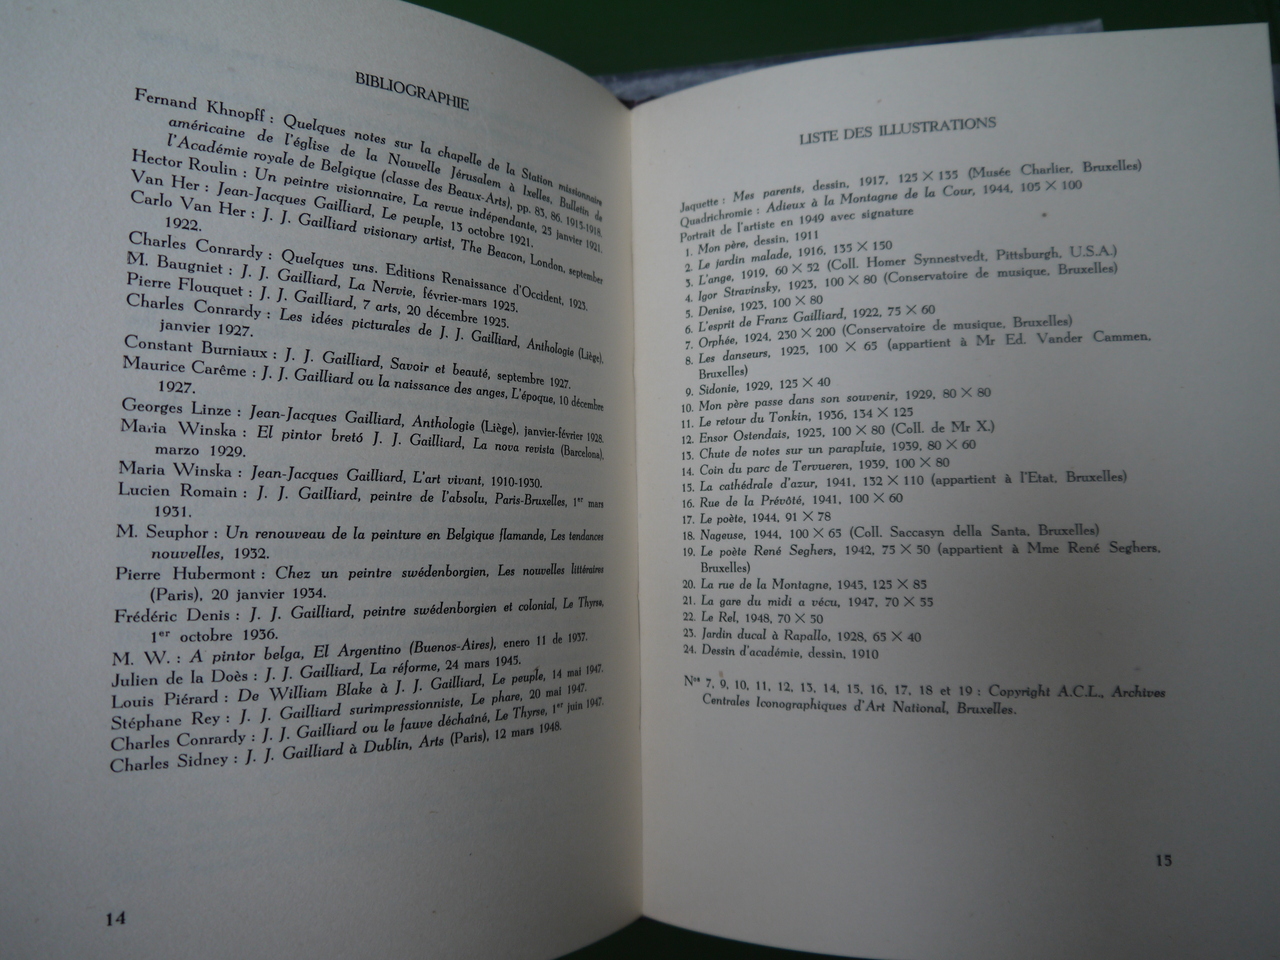 BIBLIOGRAPHIE
Fernand Khnopff : Quelques notes sur la chapelle de la Station missionnaire
américaine de l'église de la Nouvelle Jérusalem à Ixelles, Bulletin de
l'Académie royale de Belgique (classe des Beaux-Arts), pp. 83, 86, 1915-1918.
Hector Roulin : Un peintre visionnaire, La revue indépendante, 25 janvier 1921.
Van Her : Jean-Jacques Gailliard, Le peuple, 13 octobre 1921.
Carlo Van Her : J. J. Gailliard visionary artist, The Beacon, London, september
1922.
Charles Conrardy : Quelques uns. Editions Renaissance d'Occident, 1923.
M. Baugniet : J. J. Gailliard, La Nervie, février-mars 1925.
Pierre Flouquet : J. J. Gailliard, 7 arts, 20 décembre 1925.
Charles Conrardy : Les idées picturales de J. J. Gailliard, Anthologie (Liège),
janvier 1927.
Constant Burniaux : J. J. Gailliard, Savoir et beauté, septembre 1927.
Maurice Carême : J. J. Gailliard ou la naissance des anges, L'époque, 10 décembre
1927.
Georges Linze : Jean-Jacques Gailliard, Anthologie (Liège), janvier-février 1928.
Maria Winska : El pintor bretó J. J. Gailliard, La nova revista (Barcelona),
marzo 1929.
Maria Winska : Jean-Jacques Gailliard, L'art vivant, 1910-1930.
Lucien Romain : J. J. Gailliard, peintre de l'absolu, Paris-Bruxelles, 1er mars
1931.
M. Seuphor : Un renouveau de la peinture en Belgique flamande, Les tendances
nouvelles, 1932.
Pierre Hubermont : Chez un peintre swédenborgien, Les nouvelles littéraires
(Paris), 20 janvier 1934.
Frédéric Denis : J. J. Gailliard, peintre swédenborgien et colonial, Le Thyrse,
1er octobre 1936.
M. W. : A pintor belga, El Argentino (Buenos-Aires), enero 11 de 1937.
Julien de la Doès : J. J. Gailliard, La réforme, 24 mars 1945.
Louis Piérard : De William Blake à J. J. Gailliard, Le peuple, 14 mai 1947.
Stéphane Rey : J. J. Gailliard surimpressionniste, Le phare, 20 mai 1947.
Charles Conrardy : J. J. Gailliard ou le fauve déchaîné, Le Thyrse, 1er juin 1947.
Charles Sidney : J. J. Gailliard à Dublin, Arts (Paris), 12 mars 1948.
14
LISTE DES ILLUSTRATIONS
Jaquette : Mes parents, dessin, 1917, 125 × 135 (Musée Charlier, Bruxelles)
Quadrichromie : Adieux à la Montagne de la Cour, 1944, 105 × 100
Portrait de l'artiste en 1949 avec signature
1. Mon père, dessin, 1911
2. Le jardin malade, 1916, 135 × 150
3. L'ange, 1919, 60 × 52 (Coll. Homer Synnestvedt, Pittsburgh, U.S.A.)
4. Igor Stravinsky, 1923, 100 × 80 (Conservatoire de musique, Bruxelles)
5. Denise, 1923, 100 × 80
6. L'esprit de Franz Gailliard, 1922, 75 × 60
7. Orphée, 1924, 230 × 200 (Conservatoire de musique, Bruxelles)
8. Les danseurs, 1925, 100 × 65 (appartient à Mr Ed. Vander Cammen,
Bruxelles)
9. Sidonie, 1929, 125 × 40
10. Mon père passe dans son souvenir, 1929, 80 × 80
11. Le retour du Tonkin, 1936, 134 × 125
12. Ensor Ostendais, 1925, 100 × 80 (Coll. de Mr X.)
13. Chute de notes sur un parapluie, 1939, 80 × 60
14. Coin du parc de Tervueren, 1939, 100 × 80
15. La cathédrale d'azur, 1941, 132 × 110 (appartient à l'Etat, Bruxelles)
16. Rue de la Prévôté, 1941, 100 × 60
17. Le poète, 1944, 91 × 78
18. Nageuse, 1944, 100 × 65 (Coll. Saccasyn della Santa, Bruxelles)
19. Le poète René Seghers, 1942, 75 × 50 (appartient à Mme René Seghers,
Bruxelles)
20. La rue de la Montagne, 1945, 125 × 85
21. La gare du midi a vécu, 1947, 70 × 55
22. Le Rel, 1948, 70 × 50
23. Jardin ducal à Rapallo, 1928, 65 × 40
24. Dessin d'académie, dessin, 1910
Nos 7, 9, 10, 11, 12, 13, 14, 15, 16, 17, 18 et 19 : Copyright A.C.L., Archives
Centrales Iconographiques d'Art National, Bruxelles.
15